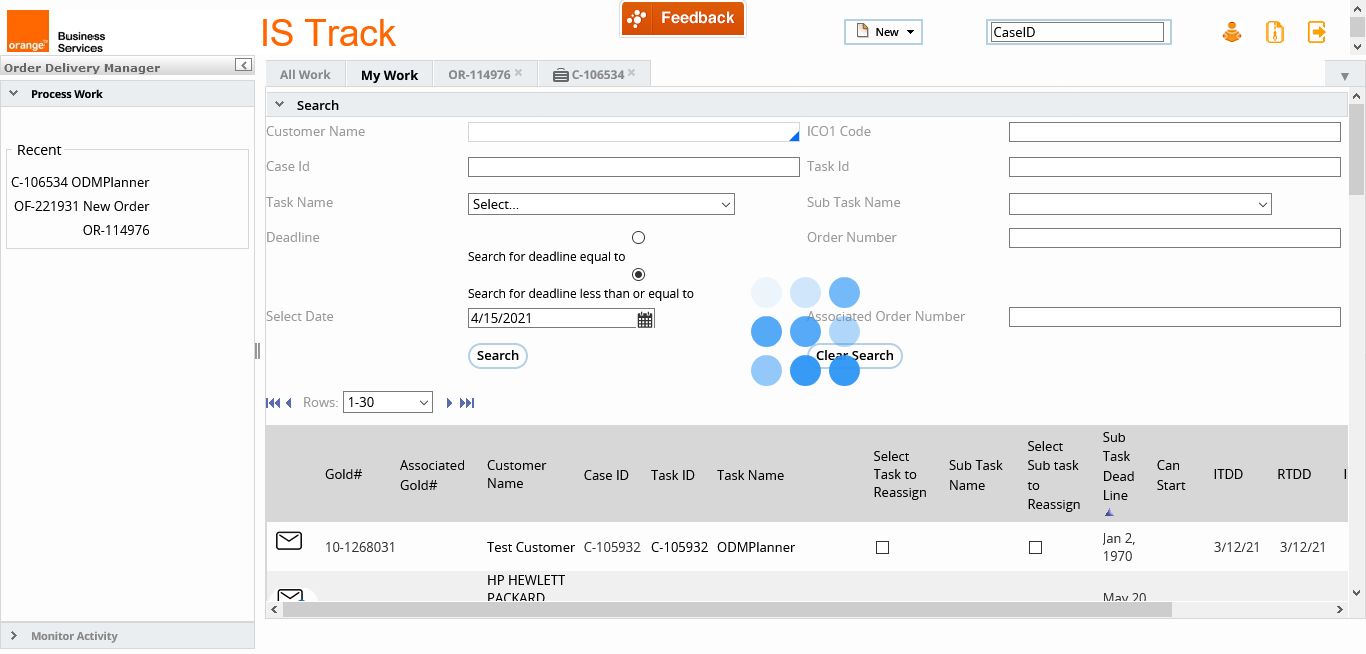 orange™
Business
Services
IS Track
Feedback
New
CaseID
Order Delivery Manager
All Work
My Work
OR-114976
C-106534
Process Work
Search
Customer Name
ICO1 Code
Recent
Case Id
Task Id
C-106534 ODMPlanner
Task Name
Select...
Sub Task Name
OF-221931 New Order
OR-114976
Deadline
Order Number
Search for deadline equal to
Search for deadline less than or equal to
Select Date
4/15/2021
Associated Order Number
Search
Clear Search
Rows:
1-30
Gold#
Associated
Gold#
Customer
Name
Case ID
Task ID
Task Name
Select
Task to
Reassign
Sub Task
Name
Select
Sub task
to
Reassign
Sub
Task
Dead
Line
Can
Start
ITDD
RTDD
10-1268031
Test Customer
C-105932
C-105932
ODMPlanner
Jan 2,
1970
3/12/21
3/12/21
HP HEWLETT
PACKARD
May 20
Monitor Activity